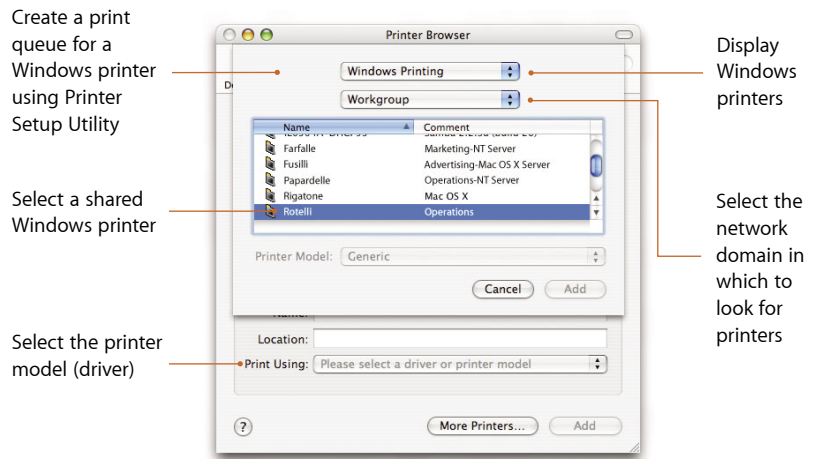 Create a print
queue for a
Windows printer
using Printer
Setup Utility
Select a shared
Windows printer
Select the printer
model (driver)
Printer Browser
Windows Printing
Workgroup
Name
Comment
Farfalle Marketing-NT Server
Fusilli Advertising-Mac OS X Server
Papardelle Operations-NT Server
Rigatone Mac OS X
Rotelli Operations
Printer Model: Generic
Cancel
Add
Name:
Location:
Print Using: Please select a driver or printer model
?
More Printers...
Add
Display
Windows
printers
Select the
network
domain in
which to
look for
printers